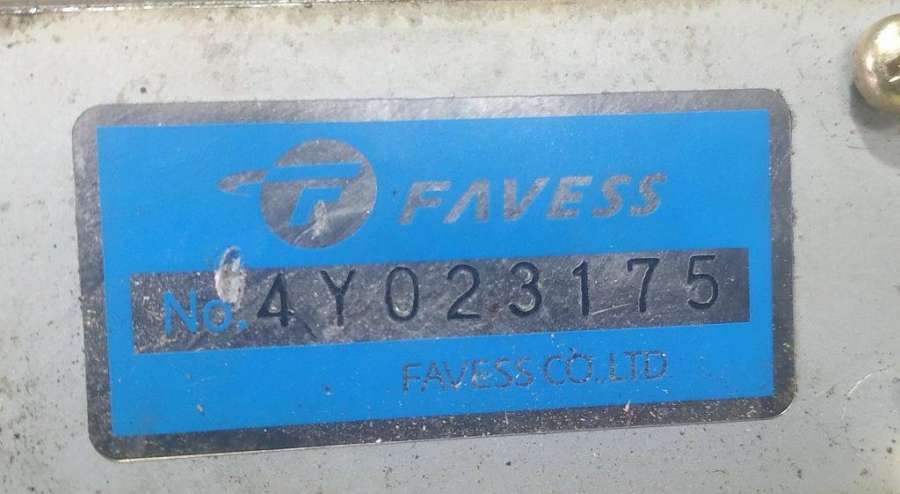 FAVESS
No. 4Y023175
FAVESS CO.,LTD.